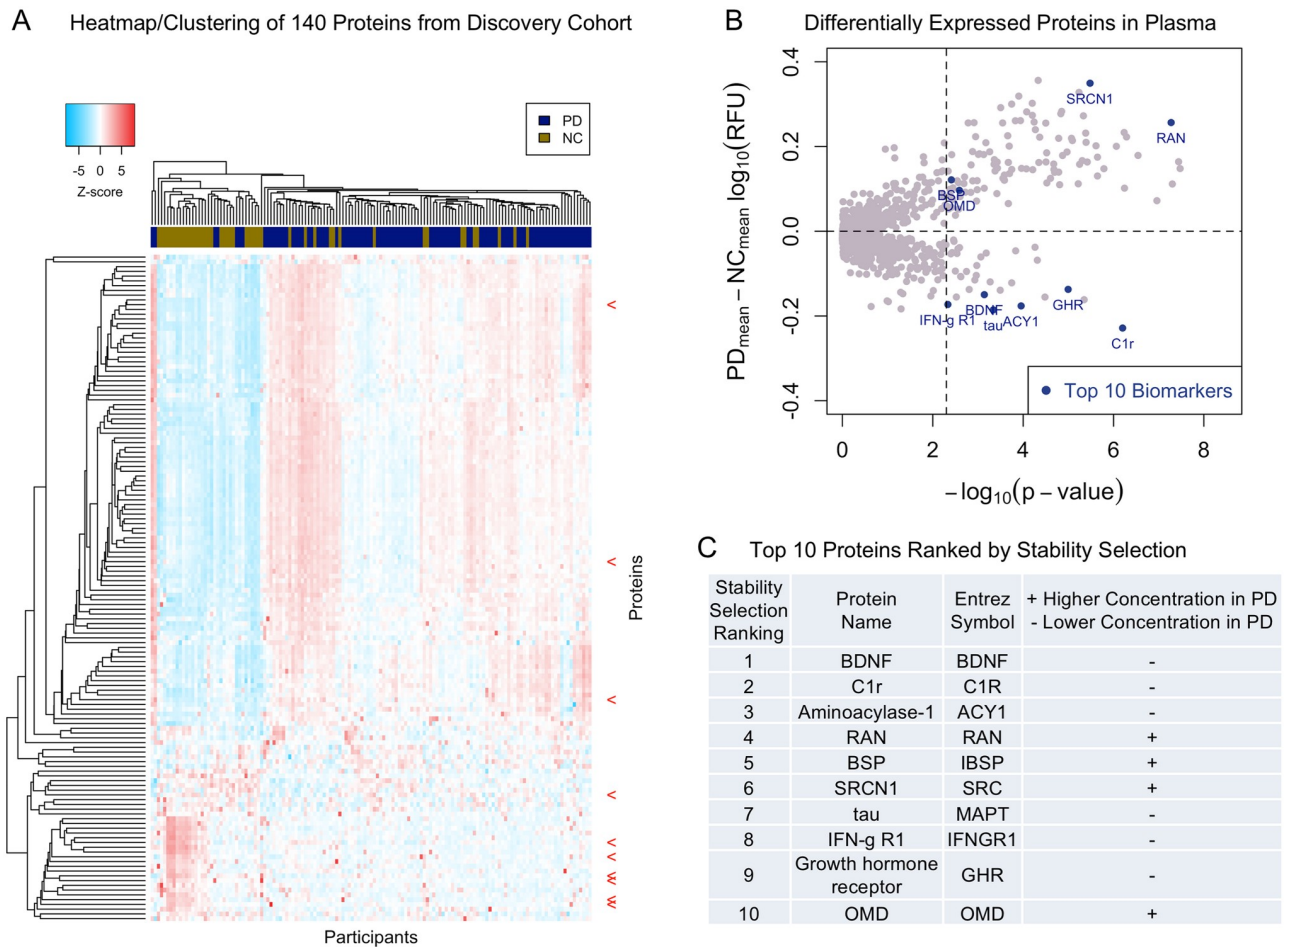 A
Heatmap/Clustering of 140 Proteins from Discovery Cohort
-5 0 5
Z-score
PD
NC
<
<
<
<
<
<
<
<
<
<
Proteins
Participants
B
Differentially Expressed Proteins in Plasma
PDmean − NCmean log10(RFU)
0.4
0.2
0.0
-0.2
-0.4
SRCN1
RAN
BSP
OMD
IFN-g R1
BDNF
tau
ACY1
GHR
C1r
Top 10 Biomarkers
0 2 4 6 8
−log10(p − value)
C
Top 10 Proteins Ranked by Stability Selection
Stability
Selection
Ranking
Protein
Name
Entrez
Symbol
+ Higher Concentration in PD
- Lower Concentration in PD
1 BDNF BDNF -
2 C1r C1R -
3 Aminoacylase-1 ACY1 -
4 RAN RAN +
5 BSP IBSP +
6 SRCN1 SRC +
7 tau MAPT -
8 IFN-g R1 IFNGR1 -
9 Growth hormone
receptor GHR -
10 OMD OMD +